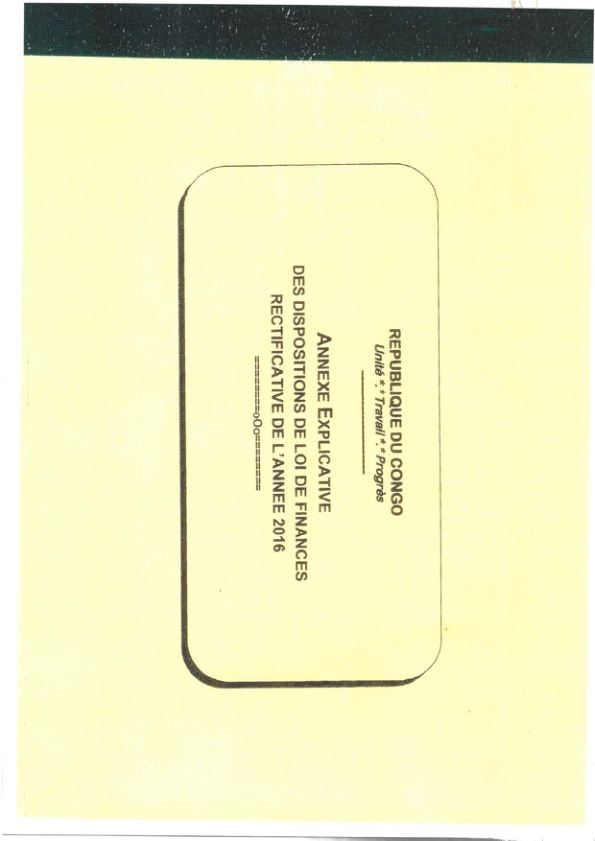 REPUBLIQUE DU CONGO
Unité * * Travail * * Progrès
ANNEXE EXPLICATIVE
DES DISPOSITIONS DE LOI DE FINANCES
RECTIFICATIVE DE L'ANNEE 2016
========oOo========